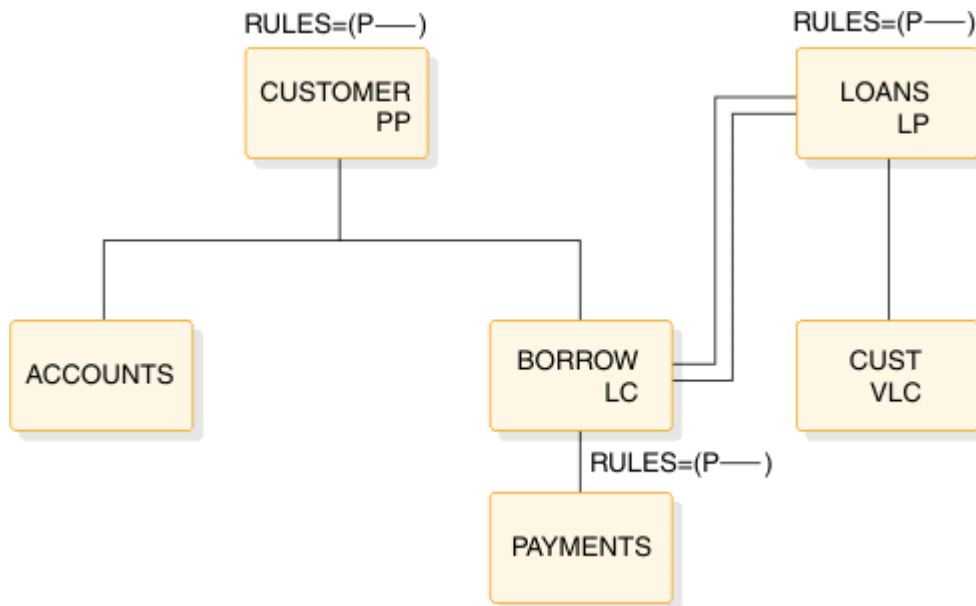 RULES=(P——)
RULES=(P——)
CUSTOMER
PP
LOANS
LP
ACCOUNTS
BORROW
LC
CUST
VLC
RULES=(P——)
PAYMENTS